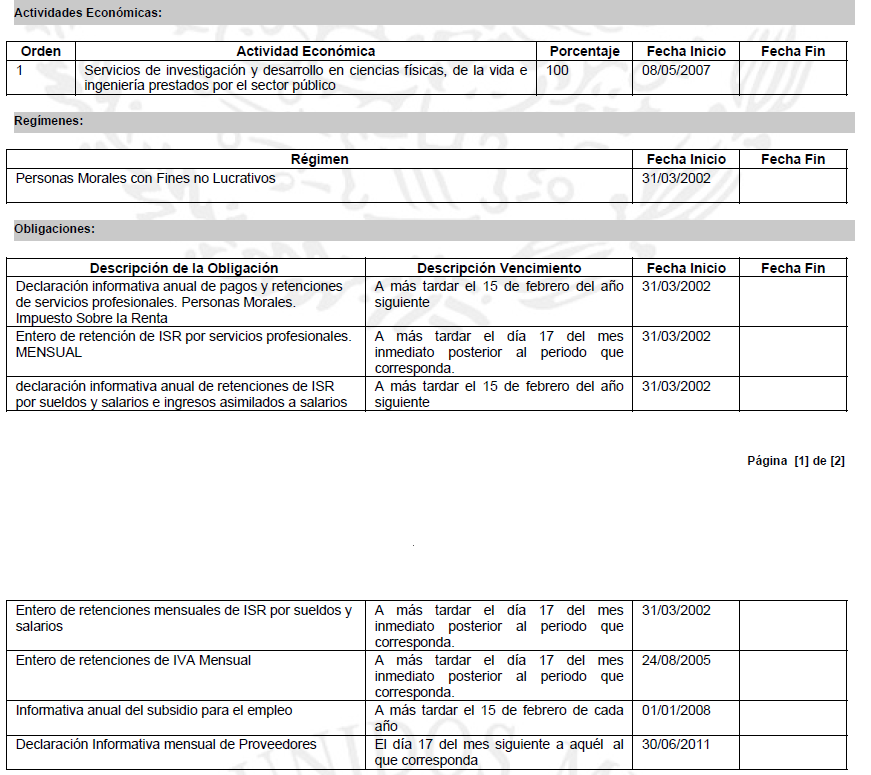 Actividades Económicas:
Orden Actividad Económica Porcentaje Fecha Inicio Fecha Fin
1 Servicios de investigación y desarrollo en ciencias físicas, de la vida e 100 08/05/2007
ingeniería prestados por el sector público
Regímenes:
Régimen Fecha Inicio Fecha Fin
Personas Morales con Fines no Lucrativos 31/03/2002
Obligaciones:
Descripción de la Obligación Descripción Vencimiento Fecha Inicio Fecha Fin
Declaración informativa anual de pagos y retenciones A más tardar el 15 de febrero del año 31/03/2002
de servicios profesionales. Personas Morales. siguiente
Impuesto Sobre la Renta
Entero de retención de ISR por servicios profesionales. A más tardar el día 17 del mes 31/03/2002
MENSUAL inmediato posterior al periodo que
corresponda.
declaración informativa anual de retenciones de ISR A más tardar el 15 de febrero del año 31/03/2002
por sueldos y salarios e ingresos asimilados a salarios siguiente
Página [1] de [2]
Entero de retenciones mensuales de ISR por sueldos y A más tardar el día 17 del mes 31/03/2002
salarios inmediato posterior al periodo que
corresponda.
Entero de retenciones de IVA Mensual A más tardar el día 17 del mes 24/08/2005
inmediato posterior al periodo que
corresponda.
Informativa anual del subsidio para el empleo A más tardar el 15 de febrero de cada 01/01/2008
año
Declaración Informativa mensual de Proveedores El día 17 del mes siguiente a aquél al 30/06/2011
que corresponda
UNIDOS M